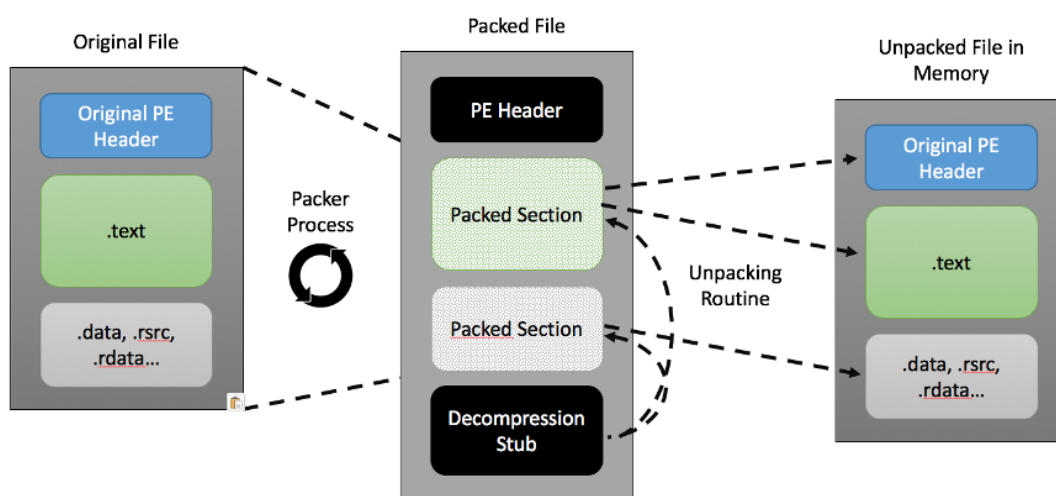 Original File
Original PE
Header
.text
.data, .rsrc,
.rdata...
Packer
Process
Packed File
PE Header
Packed Section
Packed Section
Decompression
Stub
Unpacking
Routine
Unpacked File in
Memory
Original PE
Header
.text
.data, .rsrc,
.rdata...